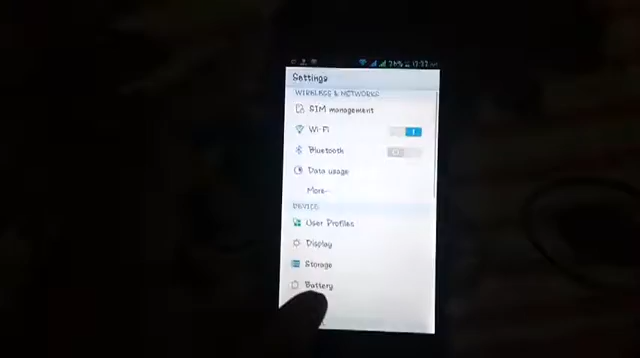 Settings
WIRELESS & NETWORKS
SIM management
Wi-Fi
Bluetooth
Data usage
More...
DEVICE
User Profiles
Display
Storage
Battery